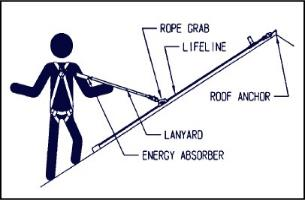 ROPE GRAB
LIFELINE
ROOF ANCHOR
LANYARD
ENERGY ABSORBER